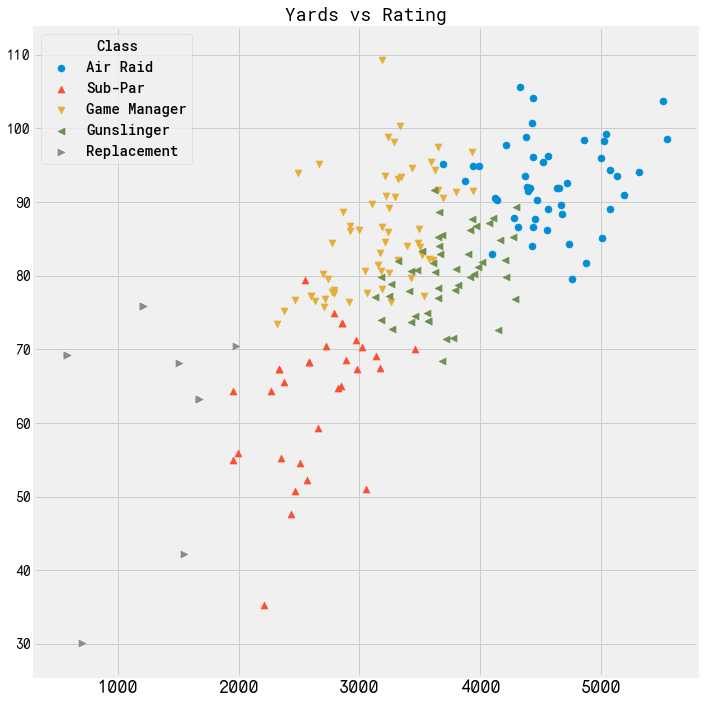 Yards vs Rating
Class
Air Raid
Sub-Par
Game Manager
Gunslinger
Replacement
110
100
90
80
70
60
50
40
30
1000 2000 3000 4000 5000